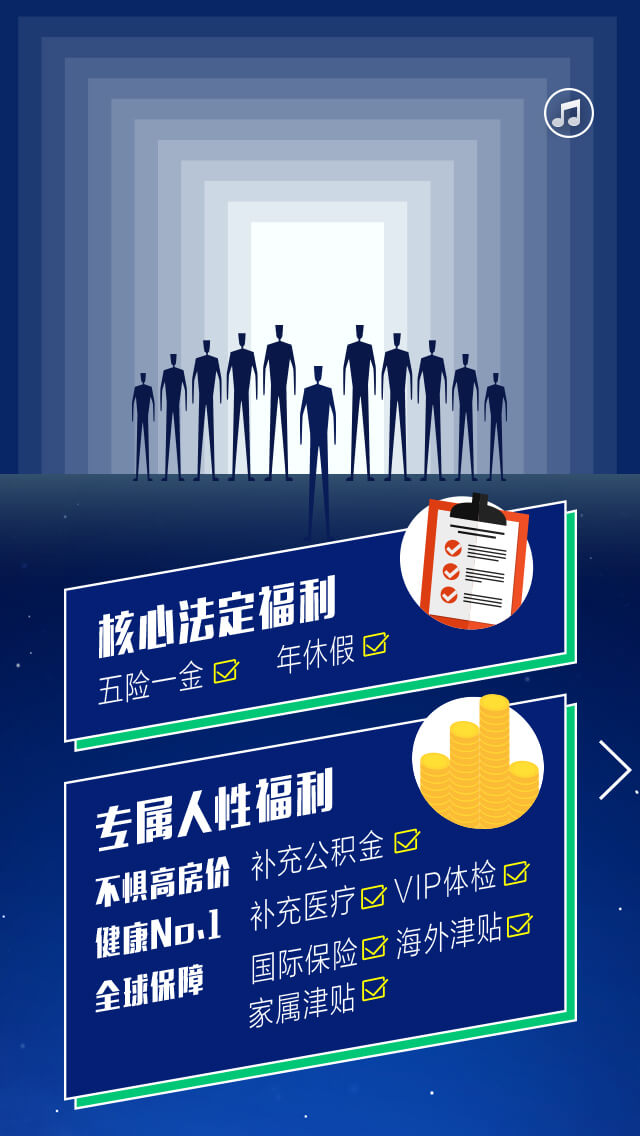 核心法定福利
五险一金 年休假
专属人性福利
不惧高房价 补充公积金
健康No.1 补充医疗 VIP体检
全球保障 国际保险 海外津贴
家属津贴